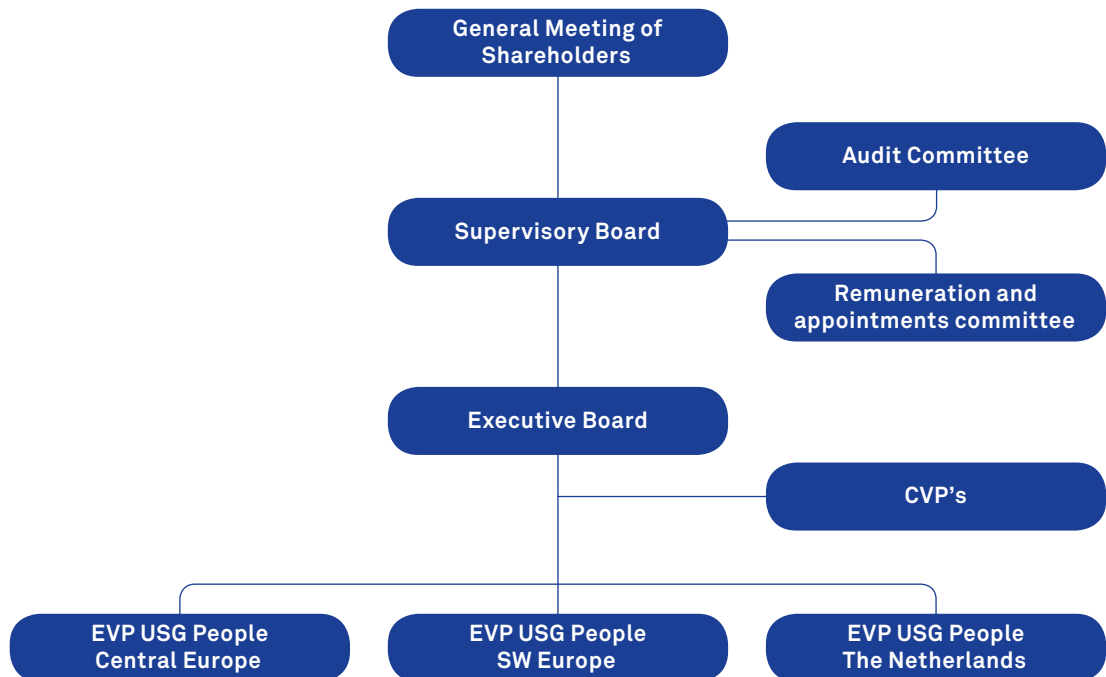 General Meeting of
Shareholders
Audit Committee
Supervisory Board
Remuneration and
appointments committee
Executive Board
CVP's
EVP USG People
Central Europe
EVP USG People
SW Europe
EVP USG People
The Netherlands